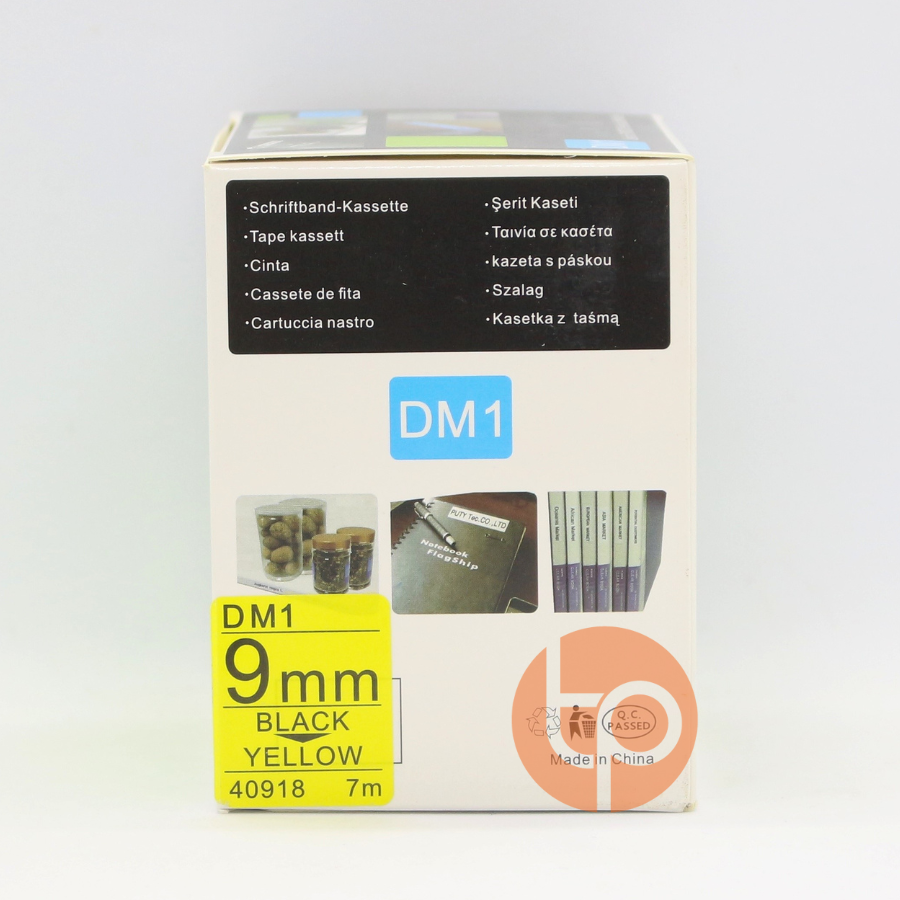 ·Schriftband-Kassette
·Tape kassett
·Cinta
·Cassete de fita
·Cartuccia nastro
·Şerit Kaseti
·Ταινία σε κασέτα
·kazeta s páskou
·Szalag
·Kasetka z taśmą
DM1
PUTY Tec.CO.,LTD
Notebook
FlagShip
DM1
9mm
BLACK
YELLOW
40918 7m
tp
Q.C.
PASSED
Made in China